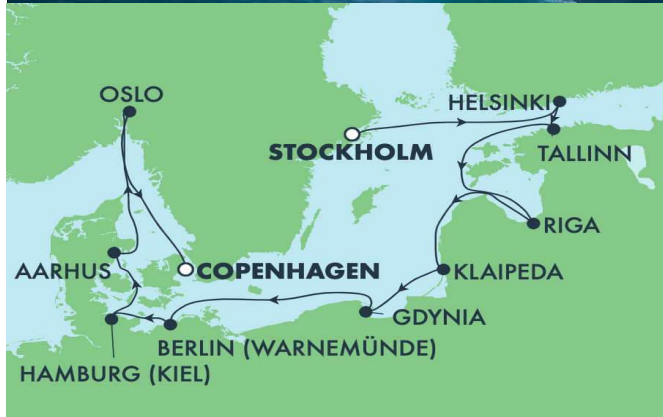 OSLO
HELSINKI
STOCKHOLM
TALLINN
RIGA
AARHUS
COPENHAGEN
KLAIPEDA
GDYNIA
BERLIN (WARNEMÜNDE)
HAMBURG (KIEL)